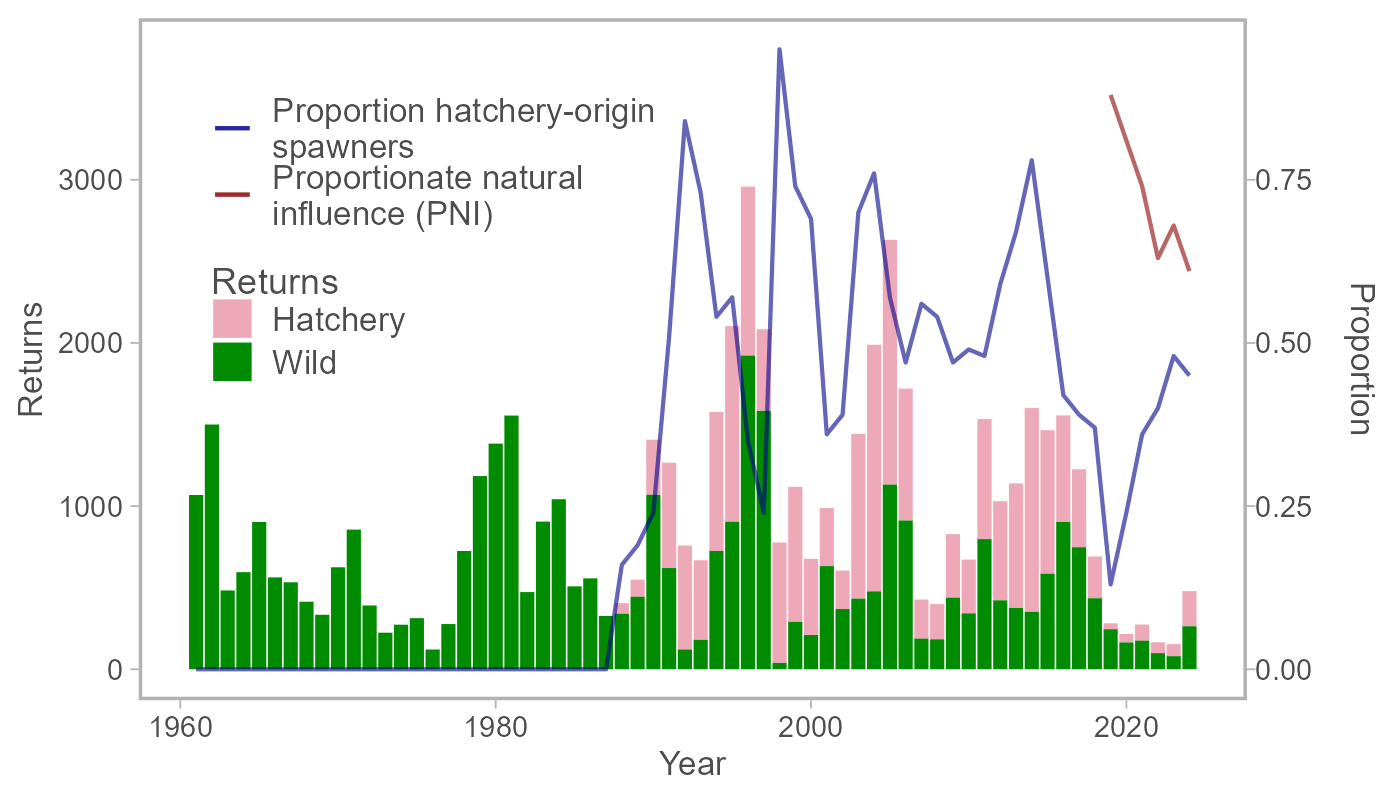 Proportion hatchery-origin
spawners
Proportionate natural
influence (PNI)
Returns
Hatchery
Wild
Returns
3000
2000
1000
0
Proportion
0.75
0.50
0.25
0.00
1960
1980
2000
2020
Year